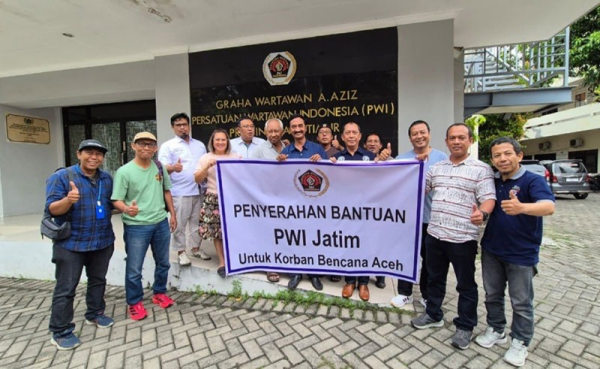 GRAHA WARTAWAN A.AZIZ
PERSATUAN WARTAWAN INDONESIA (PWI)
PENYERAHAN BANTUAN
PWI Jatim
Untuk Korban Bencana Aceh